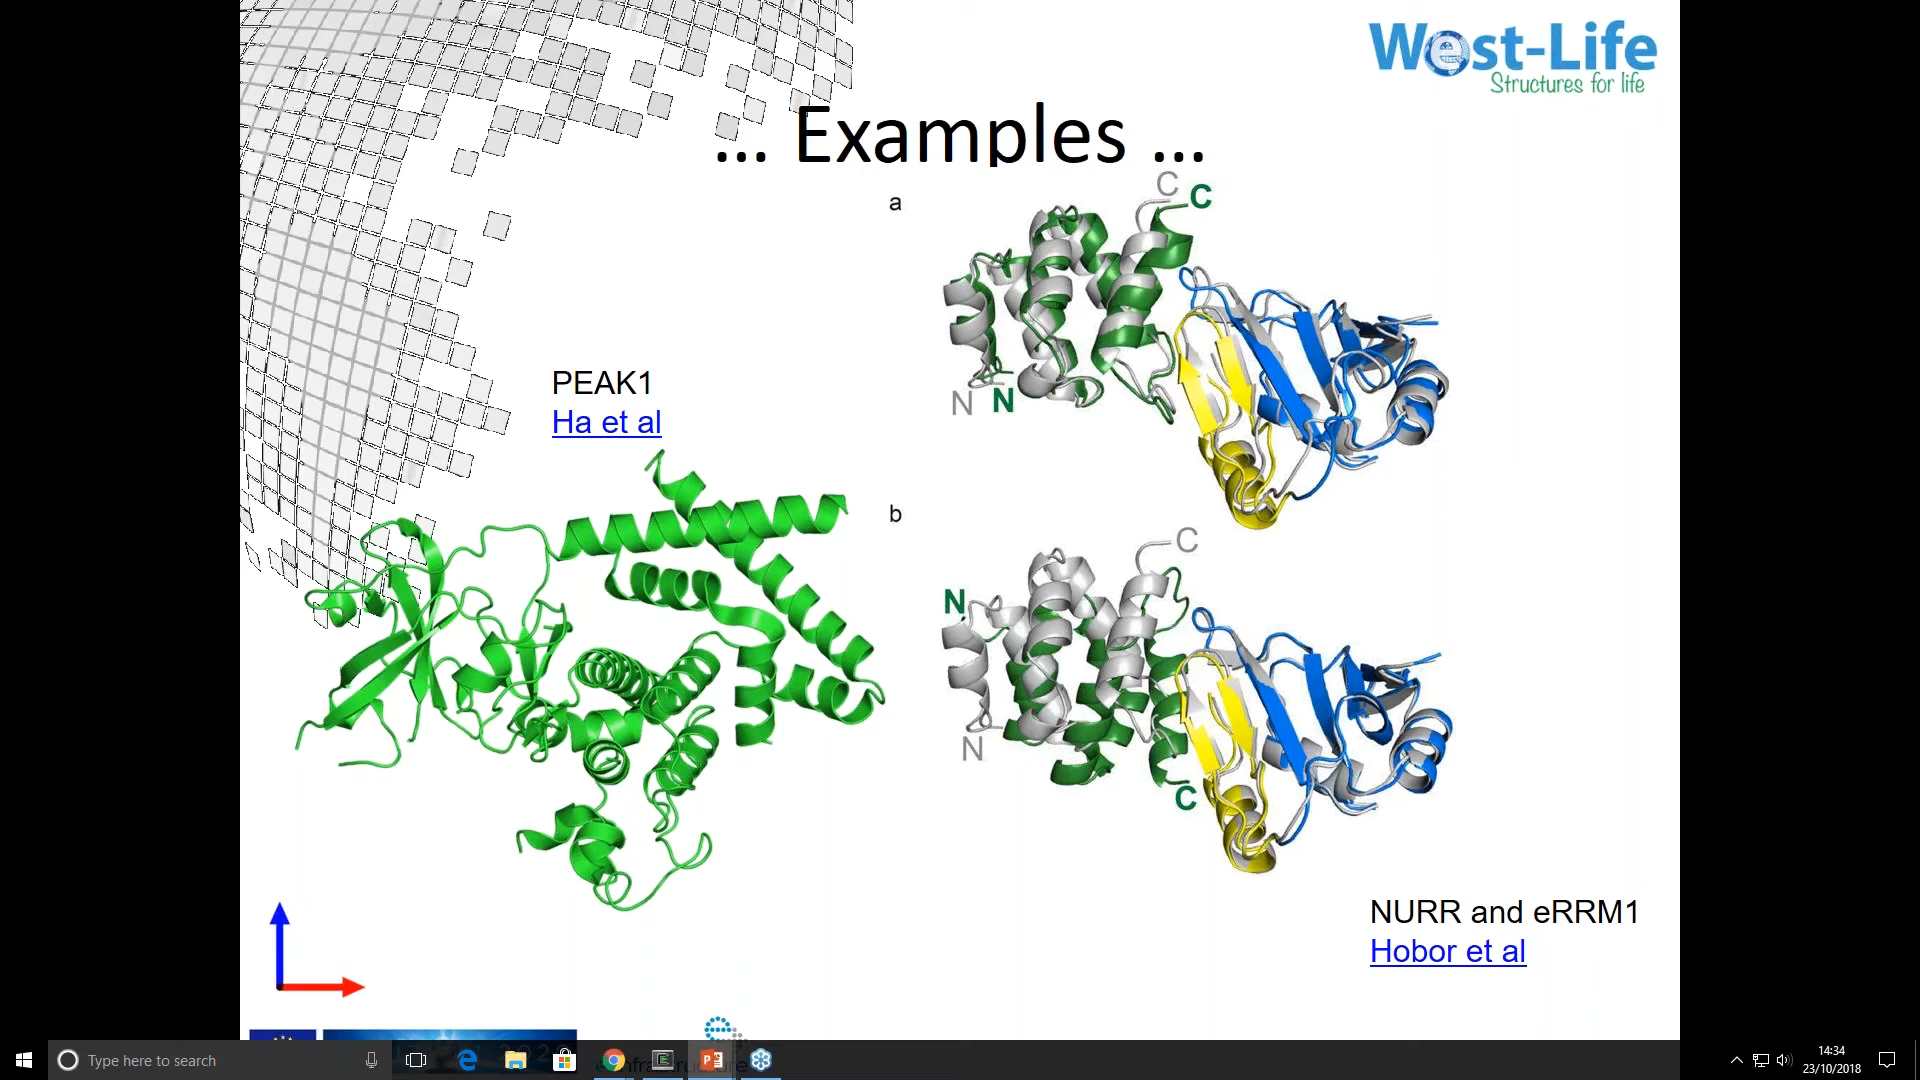 West-Life
Structures for life
... Examples ...
a
C
C
N
N
PEAK1
Ha et al
b
C
N
N
C
NURR and eRRM1
Hobor et al
Type here to search
14:34
23/10/2018